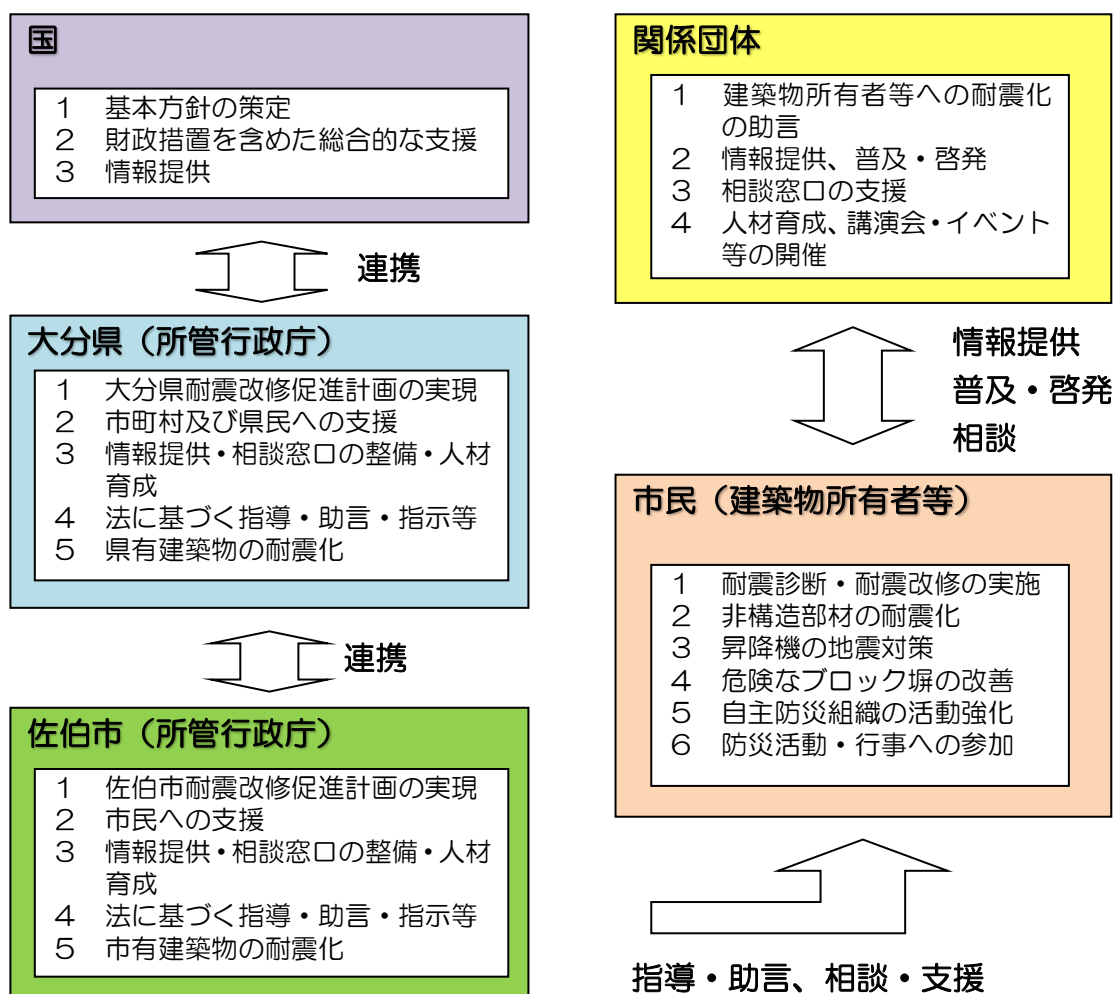 国
1 基本方針の策定
2 財政措置を含めた総合的な支援
3 情報提供
連携
大分県（所管行政庁）
1 大分県耐震改修促進計画の実現
2 市町村及び県民への支援
3 情報提供・相談窓口の整備・人材
育成
4 法に基づく指導・助言・指示等
5 県有建築物の耐震化
連携
佐伯市（所管行政庁）
1 佐伯市耐震改修促進計画の実現
2 市民への支援
3 情報提供・相談窓口の整備・人材
育成
4 法に基づく指導・助言・指示等
5 市有建築物の耐震化
関係団体
1 建築物所有者等への耐震化
の助言
2 情報提供、普及・啓発
3 相談窓口の支援
4 人材育成、講演会・イベント
等の開催
情報提供
普及・啓発
相談
市民（建築物所有者等）
1 耐震診断・耐震改修の実施
2 非構造部材の耐震化
3 昇降機の地震対策
4 危険なブロック塀の改善
5 自主防災組織の活動強化
6 防災活動・行事への参加
指導・助言、相談・支援